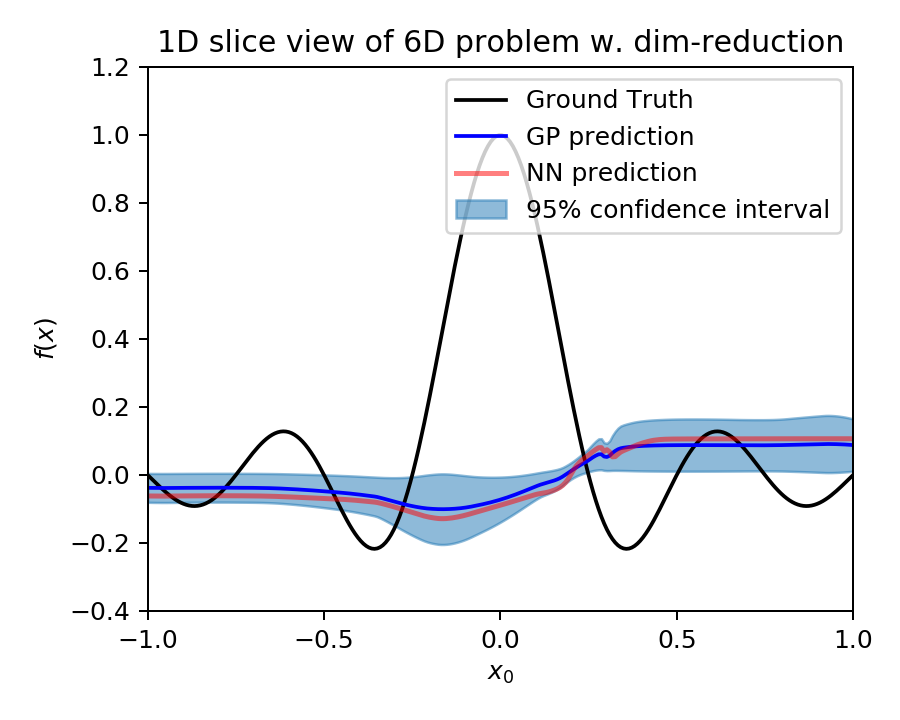 1D slice view of 6D problem w. dim-reduction
1.2
1.0
0.8
0.6
0.4
0.2
0.0
−0.2
−0.4
f(x)
Ground Truth
GP prediction
NN prediction
95% confidence interval
−1.0 −0.5 0.0 0.5 1.0
x₀